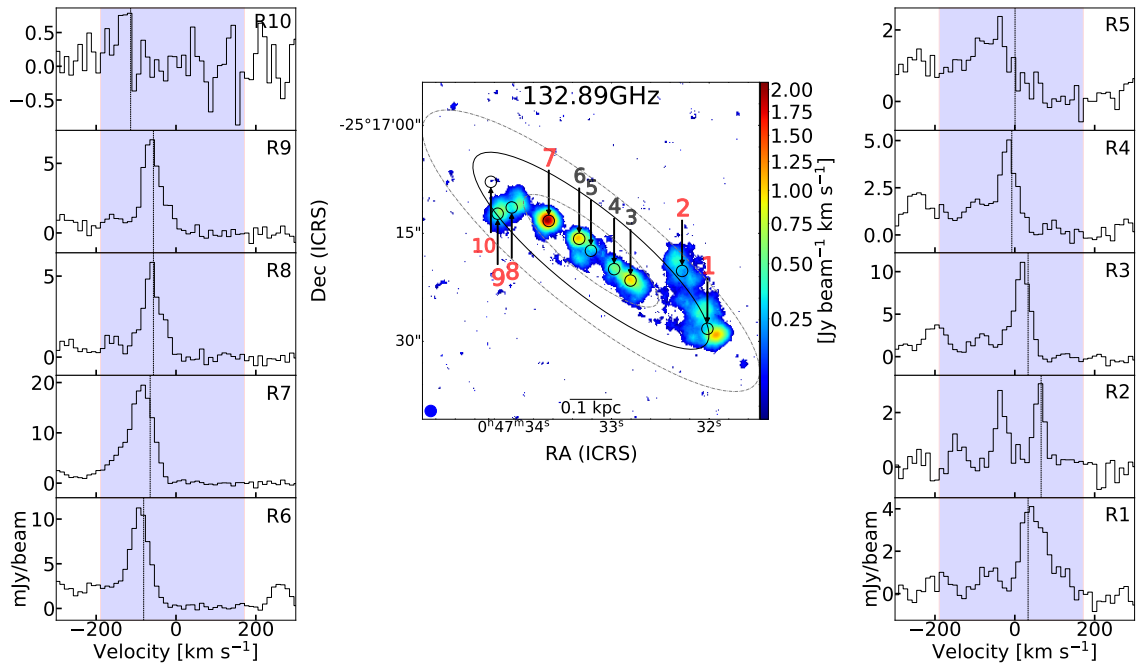 R10
0.5
0.0
−0.5
R9
5
0
R8
5
0
R7
20
10
0
R6
10
5
0
mJy/beam
−200 0 200
Velocity [km s⁻¹]
132.89GHz
-25°17'00"
15"
30"
Dec (ICRS)
7
6
5
4
3
2
1
10
9
8
0.1 kpc
0ʰ47ᵐ34ˢ 33ˢ 32ˢ
RA (ICRS)
2.00
1.75
1.50
1.25
1.00
0.75
0.50
0.25
[Jy beam⁻¹ km s⁻¹]
R5
2
0
R4
5.0
2.5
0.0
R3
10
5
0
R2
2
0
R1
4
2
0
mJy/beam
−200 0 200
Velocity [km s⁻¹]